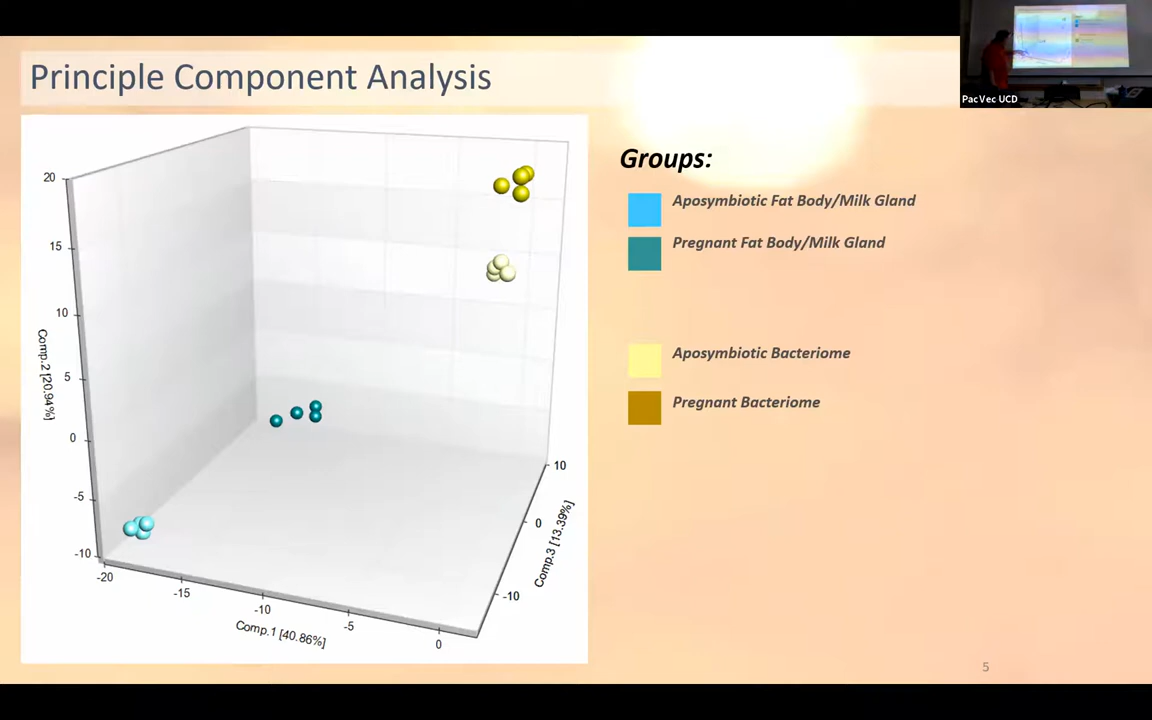 Principle Component Analysis
Pac Vec UCD
Groups:
Aposymbiotic Fat Body/Milk Gland
Pregnant Fat Body/Milk Gland
Aposymbiotic Bacteriome
Pregnant Bacteriome
20
15
10
5
0
-5
-10
Comp.2 [20.94%]
-20
-15
-10
-5
0
Comp.1 [40.86%]
10
0
-10
Comp.3 [13.39%]
5